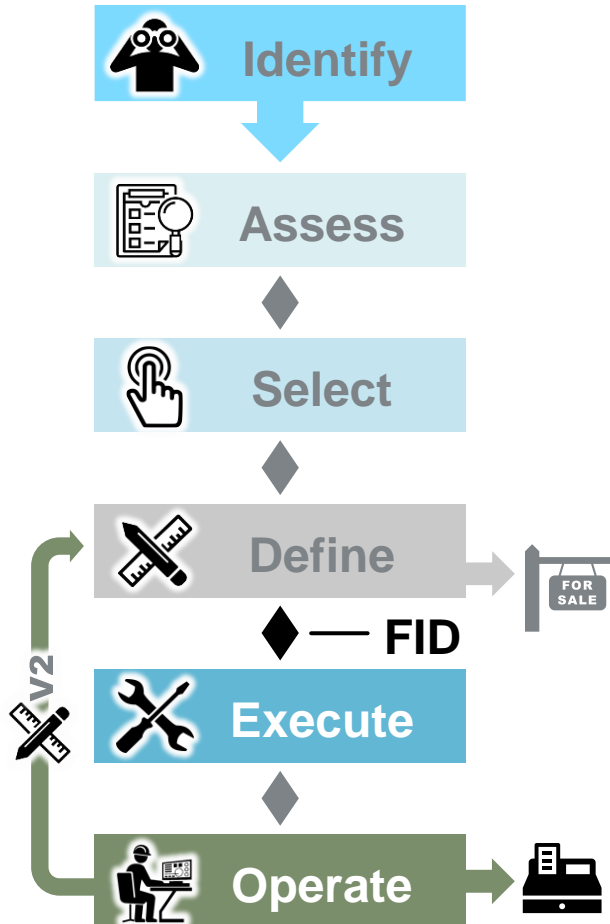 Identify
Assess
Select
Define
FOR
SALE
FID
V2
Execute
Operate